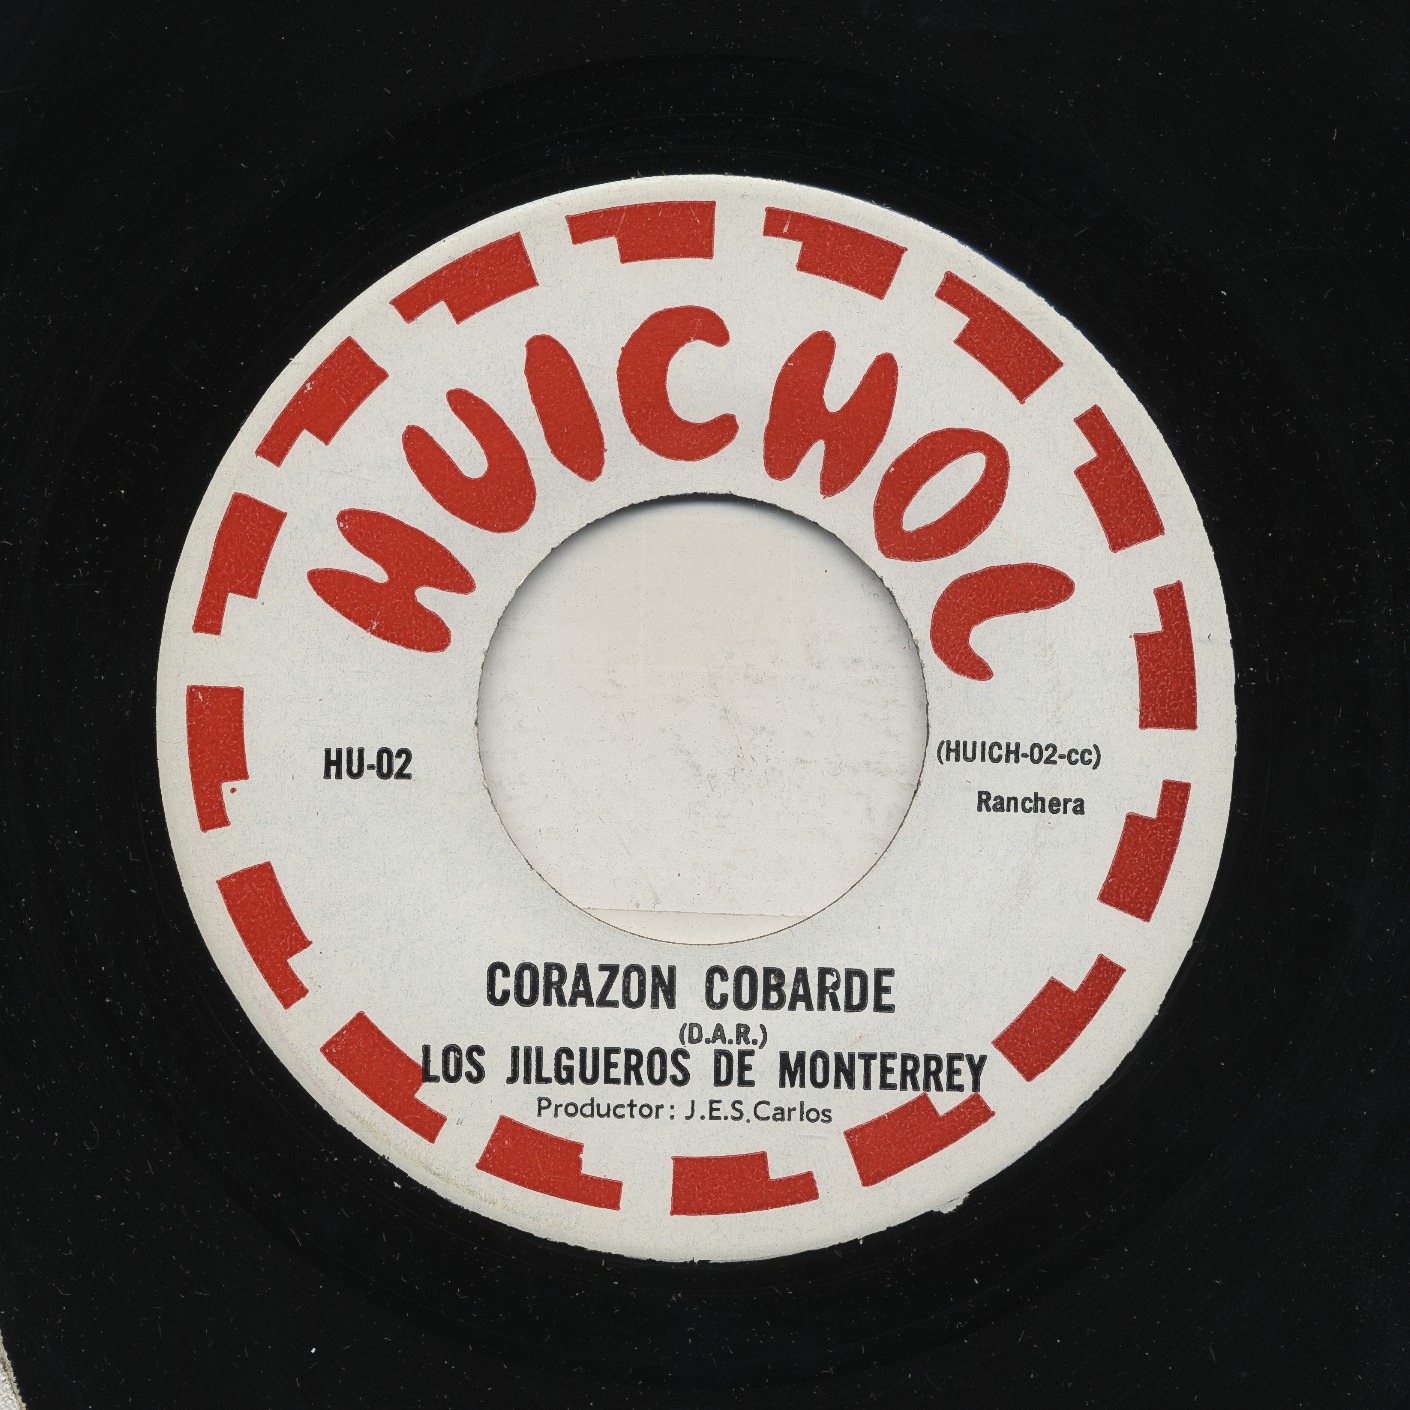 HUICHOL
HU-02
(HUICH-02-cc)
Ranchera
CORAZON COBARDE
(D.A.R.)
LOS JILGUEROS DE MONTERREY
Productor: J.E.S.Carlos